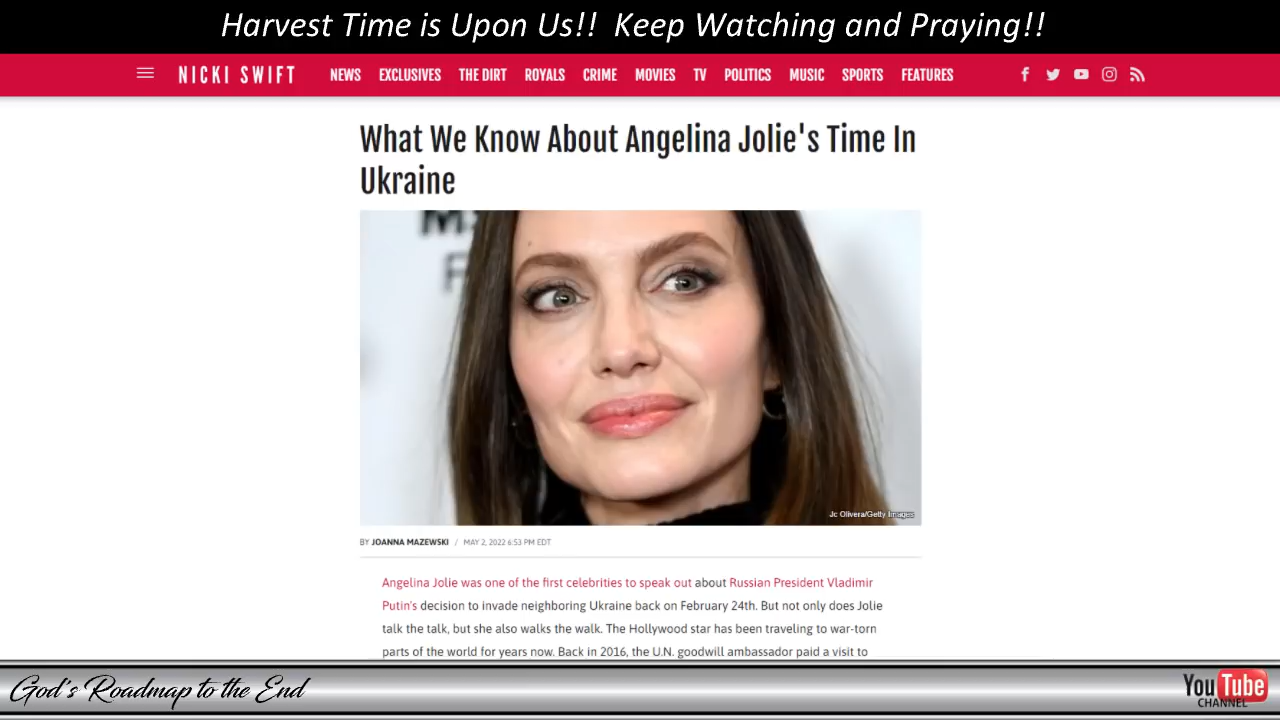 Harvest Time is Upon Us!! Keep Watching and Praying!!
NICKI SWIFT NEWS EXCLUSIVES THE DIRT ROYALS CRIME MOVIES TV POLITICS MUSIC SPORTS FEATURES
What We Know About Angelina Jolie's Time In
Ukraine
M
F
Jc Olivera/Getty Images
BY JOANNA MAZEWSKI / MAY 2, 2022 6:53 PM EDT
Angelina Jolie was one of the first celebrities to speak out about Russian President Vladimir
Putin's decision to invade neighboring Ukraine back on February 24th. But not only does Jolie
talk the talk, but she also walks the walk. The Hollywood star has been traveling to war-torn
parts of the world for years now. Back in 2016, the U.N. goodwill ambassador paid a visit to
God's Roadmap to the End
YouTube
CHANNEL